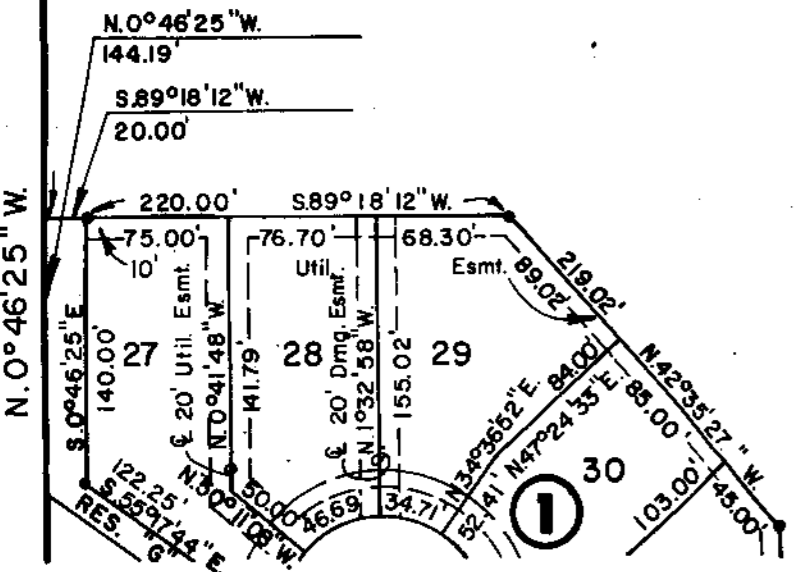 N.0°46'25"W.
144.19'
S.89°18'12"W.
20.00'
N.0°46'25"W.
220.00'
S.89°18'12"W.
75.00'
76.70'
68.30'
10'
Util.
Esmt.
89.02'
219.02'
S.0°46'25"E
140.00'
27
℄ 20' Util. Esmt.
N.0°41'48"W.
141.79'
28
℄ 20' Drng. Esmt.
N.1°32'58"W.
155.02'
29
84.00'
N34°36'52"E.
N47°24'33"E.
52.41'
N.42°35'27"W.
85.00'
45.00'
103.00'
30
1
122.25'
S.55°17'44"E.
RES. "G"
50.00'
N.50°11'08"W.
46.69'
34.71'